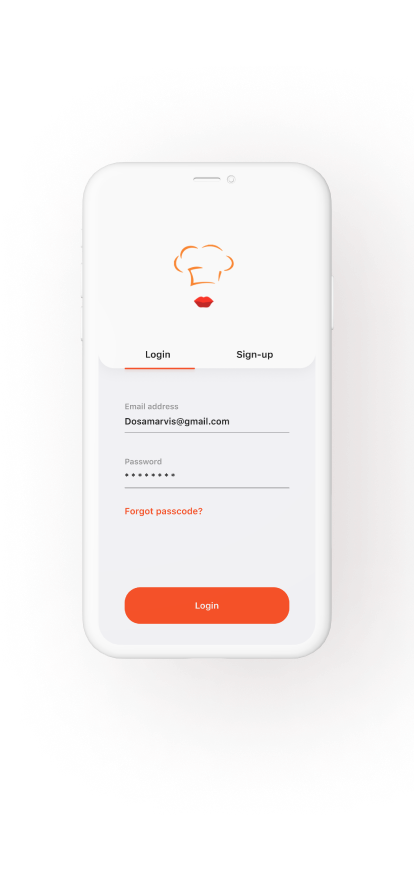 Login
Sign-up
Email address
Dosamarvis@gmail.com
Password
* * * * * * * *
Forgot passcode?
Login